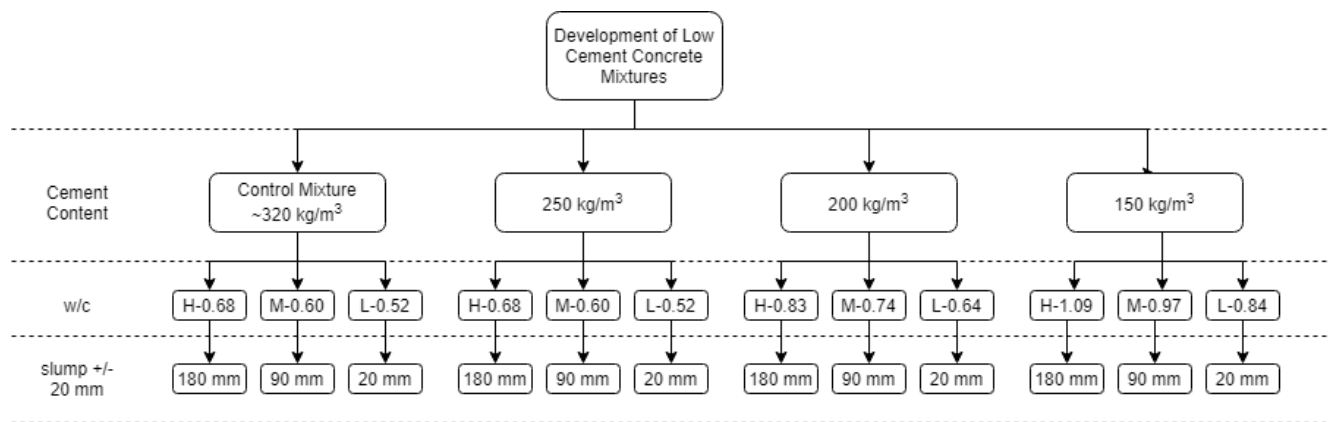 Development of Low
Cement Concrete
Mixtures
Cement
Content
Control Mixture
~320 kg/m³
250 kg/m³
200 kg/m³
150 kg/m³
w/c
H-0.68
M-0.60
L-0.52
H-0.68
M-0.60
L-0.52
H-0.83
M-0.74
L-0.64
H-1.09
M-0.97
L-0.84
slump +/-
20 mm
180 mm
90 mm
20 mm
180 mm
90 mm
20 mm
180 mm
90 mm
20 mm
180 mm
90 mm
20 mm